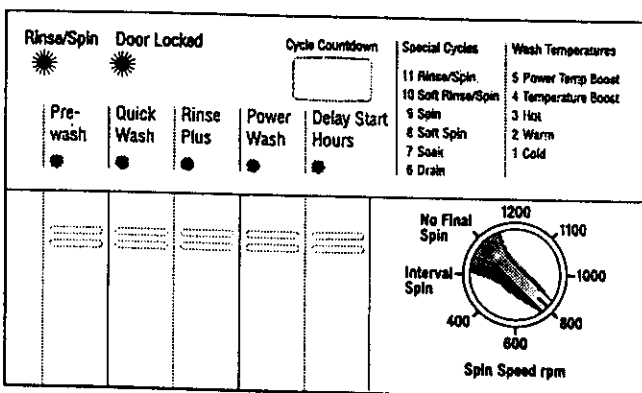 Rinse/Spin
Door Locked
Cycle Countdown
Special Cycles
11 Rinse/Spin
10 Soft Rinse/Spin
9 Spin
8 Soft Spin
7 Soak
6 Drain
Wash Temperatures
5 Power Temp Boost
4 Temperature Boost
3 Hot
2 Warm
1 Cold
Pre-
wash
Quick
Wash
Rinse
Plus
Power
Wash
Delay Start
Hours
No Final
Spin
1200
1100
1000
800
600
400
Interval
Spin
Spin Speed rpm